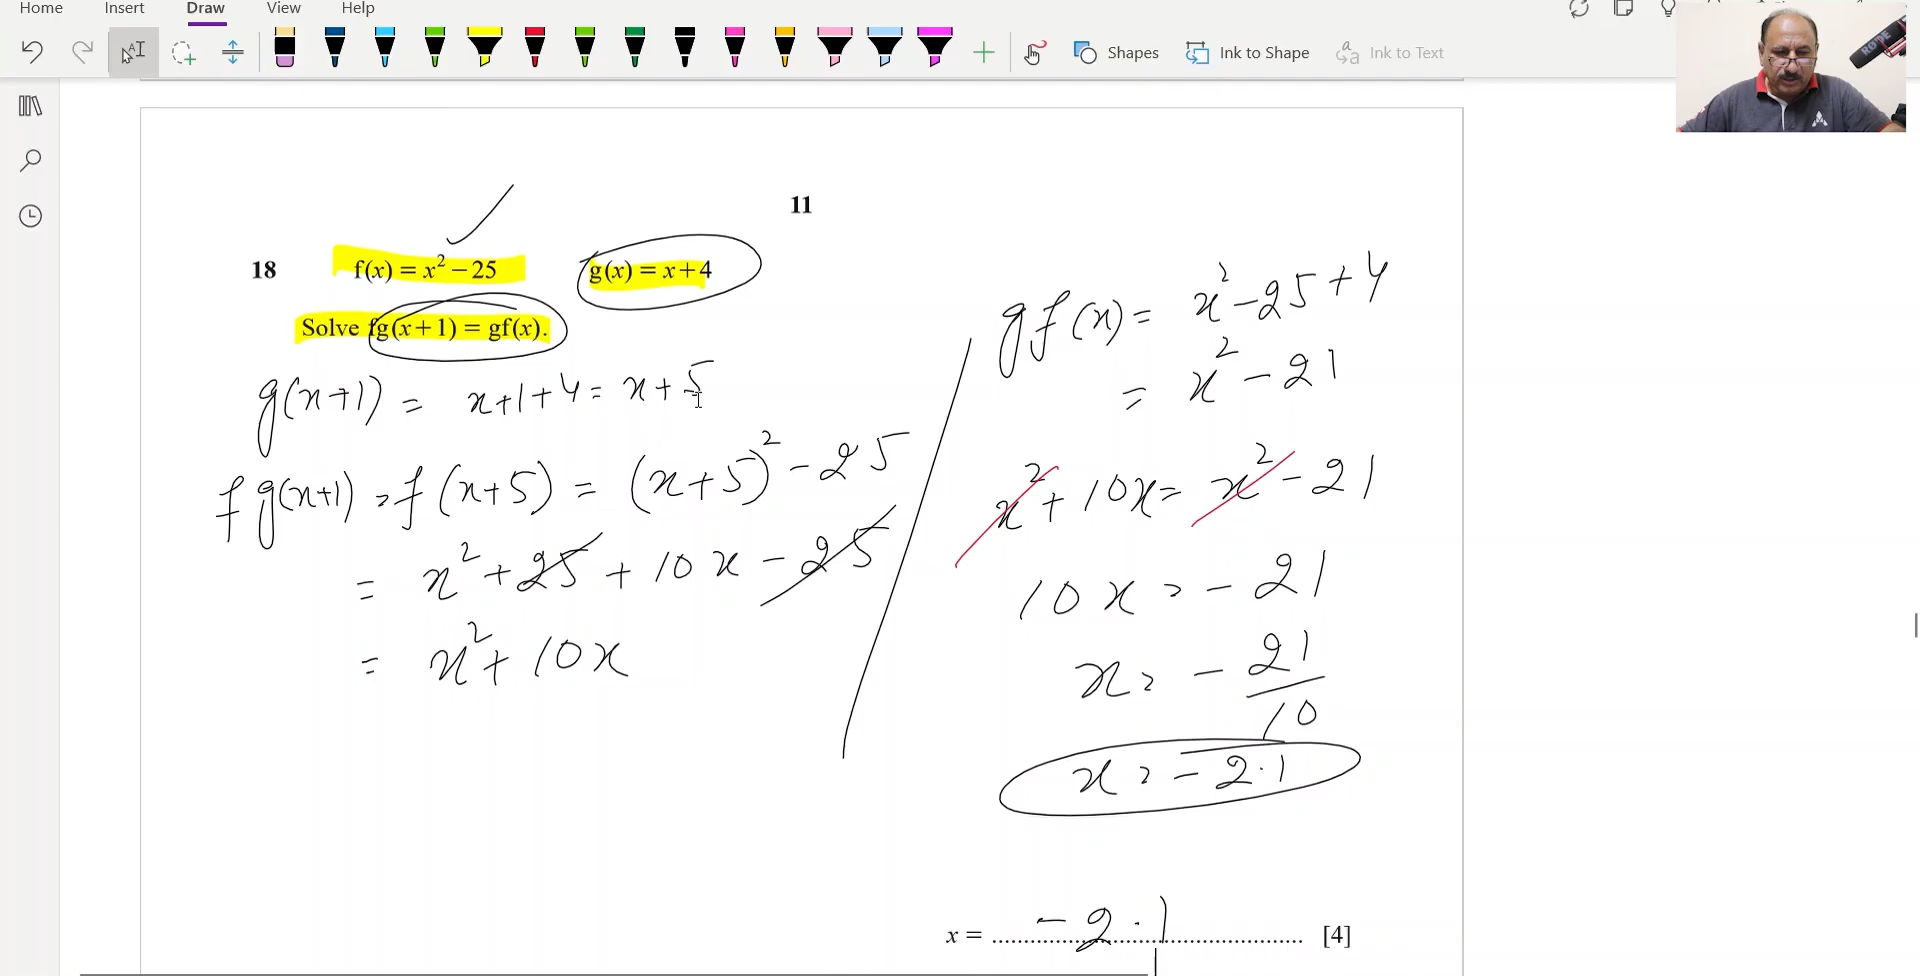 Home Insert Draw View Help
Shapes Ink to Shape Ink to Text
RODE
11
18 f(x) = x² − 25 g(x) = x + 4
Solve fg(x + 1) = gf(x).
g(x+1) = x+1+4 = x+5
fg(x+1) = f(x+5) = (x+5)² − 25
= x² + 25 + 10x − 25
= x² + 10x
gf(x) = x² − 25 + 4
= x² − 21
x² + 10x = x² − 21
10x = − 21
x = − 21/10
x = − 2.1
x = − 2.1 [4]